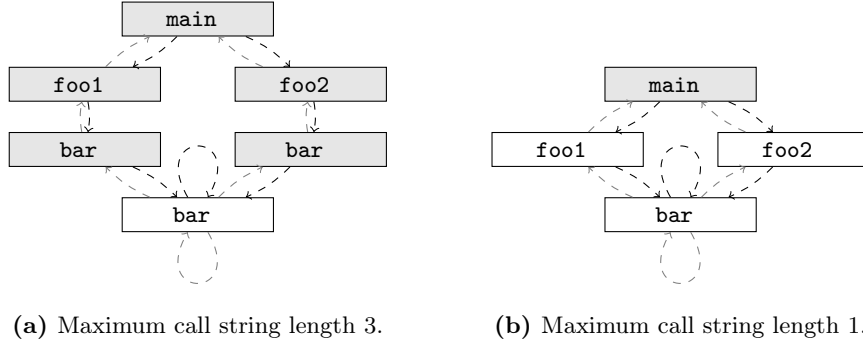 main
foo1 foo2
bar bar
bar
(a) Maximum call string length 3.
main
foo1 foo2
bar
(b) Maximum call string length 1.